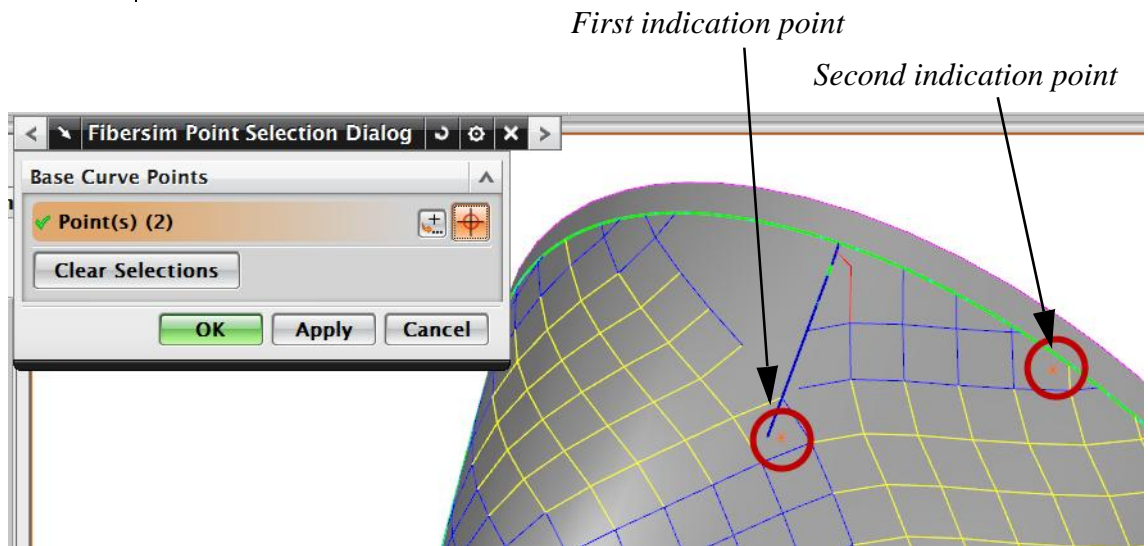 First indication point
Second indication point
Fibersim Point Selection Dialog
Base Curve Points
Point(s) (2)
Clear Selections
OK Apply Cancel